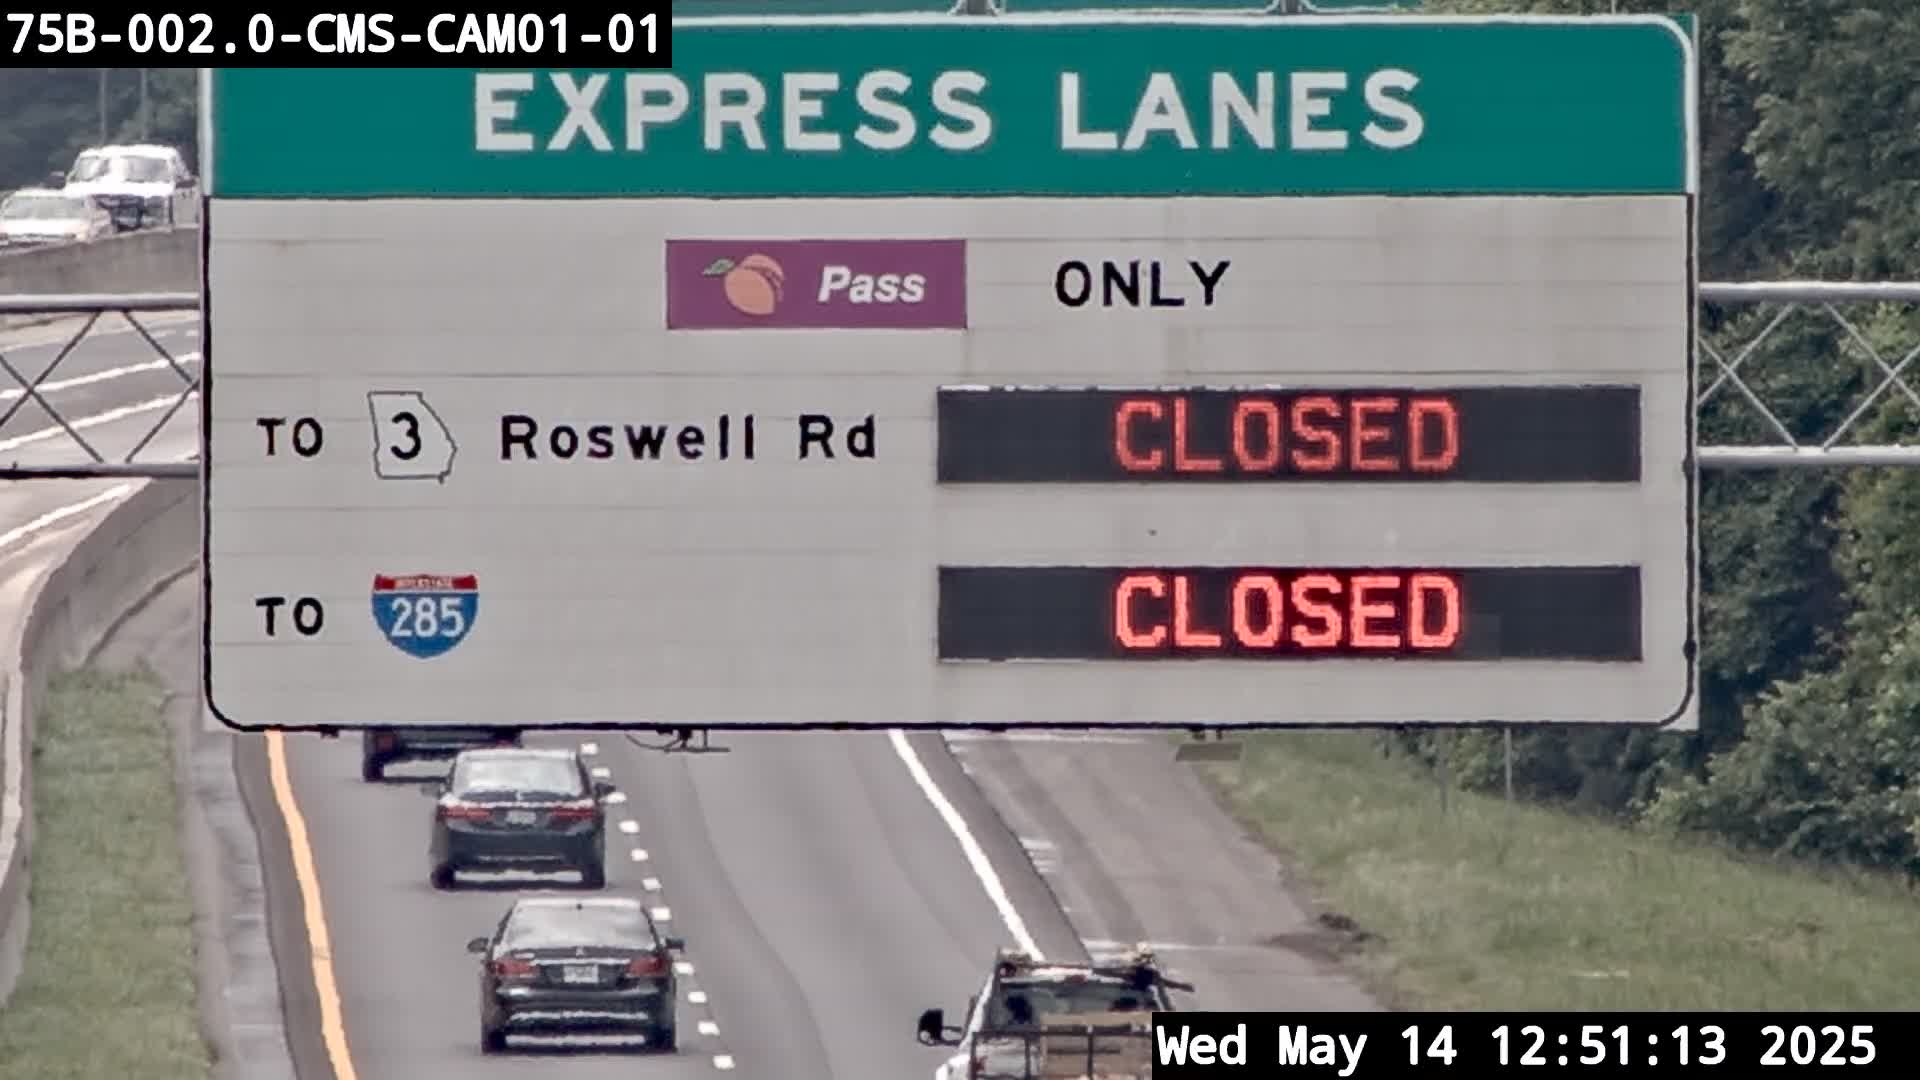 75B-002.0-CMS-CAM01-01
EXPRESS LANES
Pass ONLY
TO 3 Roswell Rd CLOSED
INTERSTATE
TO 285 CLOSED
Wed May 14 12:51:13 2025